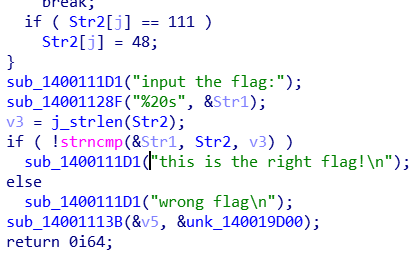 break;
if ( Str2[j] == 111 )
Str2[j] = 48;
}
sub_1400111D1("input the flag:");
sub_14001128F("%20s", &Str1);
v3 = j_strlen(Str2);
if ( !strncmp(&Str1, Str2, v3) )
sub_1400111D1("this is the right flag!\n");
else
sub_1400111D1("wrong flag\n");
sub_14001113B(&v5, &unk_140019D00);
return 0i64;